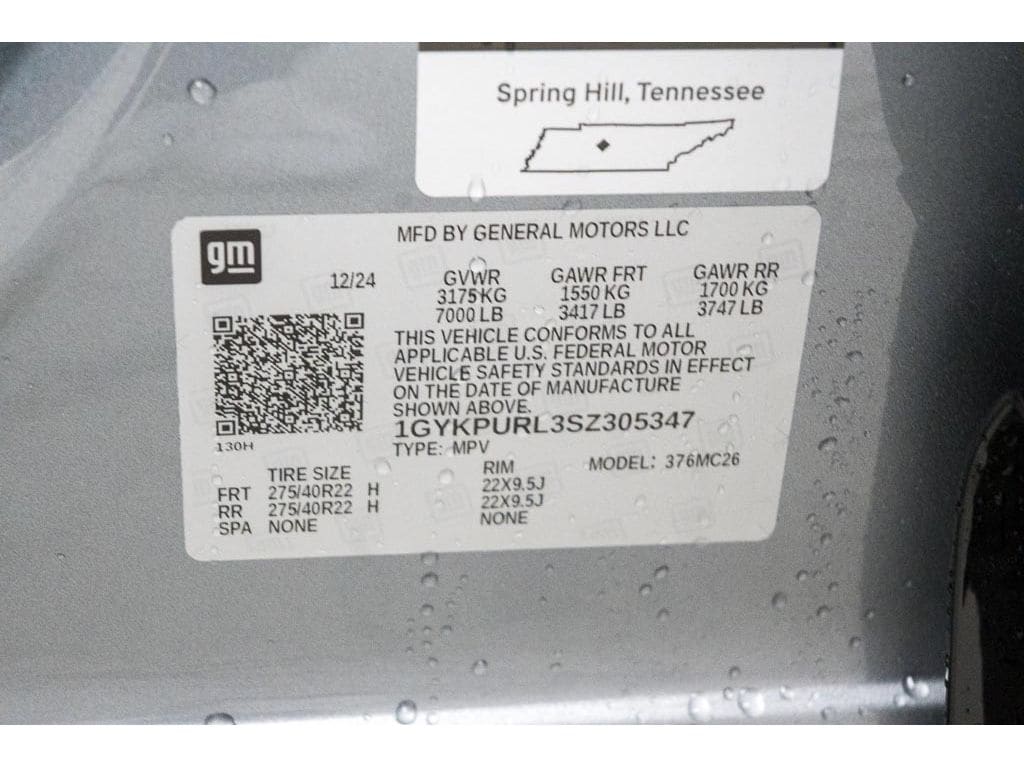 Spring Hill, Tennessee
gm
MFD BY GENERAL MOTORS LLC
12/24
GVWR GAWR FRT GAWR RR
3175 KG 1550 KG 1700 KG
7000 LB 3417 LB 3747 LB
THIS VEHICLE CONFORMS TO ALL
APPLICABLE U.S. FEDERAL MOTOR
VEHICLE SAFETY STANDARDS IN EFFECT
ON THE DATE OF MANUFACTURE
SHOWN ABOVE.
1GYKPURL3SZ305347
130H
TYPE: MPV
TIRE SIZE RIM MODEL: 376MC26
FRT 275/40R22 H 22X9.5J
RR 275/40R22 H 22X9.5J
SPA NONE NONE